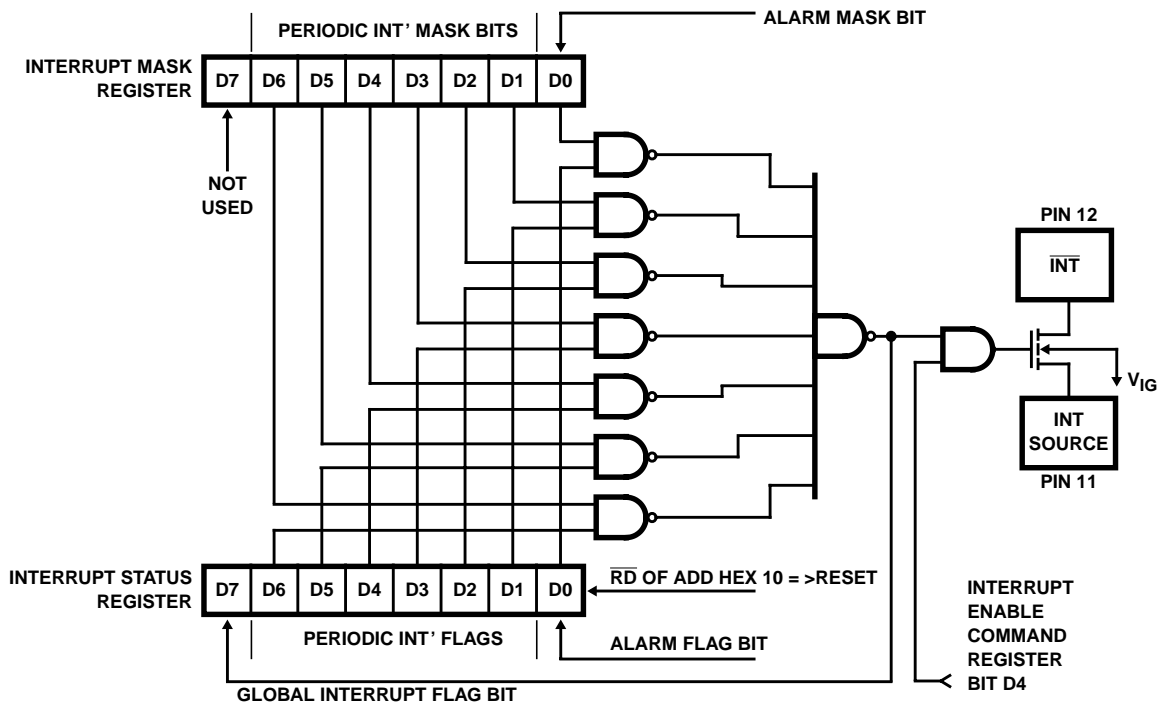 PERIODIC INT' MASK BITS
ALARM MASK BIT
INTERRUPT MASK
REGISTER
D7 D6 D5 D4 D3 D2 D1 D0
NOT
USED
PIN 12
INT
V_IG
INT
SOURCE
PIN 11
INTERRUPT STATUS
REGISTER
D7 D6 D5 D4 D3 D2 D1 D0
RD OF ADD HEX 10 = >RESET
PERIODIC INT' FLAGS
ALARM FLAG BIT
GLOBAL INTERRUPT FLAG BIT
INTERRUPT
ENABLE
COMMAND
REGISTER
BIT D4